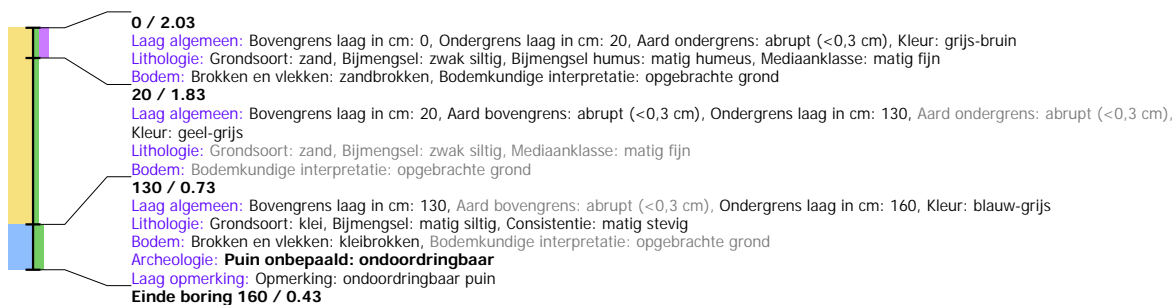 0 / 2.03
Laag algemeen: Bovengrens laag in cm: 0, Ondergrens laag in cm: 20, Aard ondergrens: abrupt (<0,3 cm), Kleur: grijs-bruin
Lithologie: Grondsoort: zand, Bijmengsel: zwak siltig, Bijmengsel humus: matig humeus, Mediaanklasse: matig fijn
Bodem: Brokken en vlekken: zandbrokken, Bodemkundige interpretatie: opgebrachte grond
20 / 1.83
Laag algemeen: Bovengrens laag in cm: 20, Aard bovengrens: abrupt (<0,3 cm), Ondergrens laag in cm: 130, Aard ondergrens: abrupt (<0,3 cm),
Kleur: geel-grijs
Lithologie: Grondsoort: zand, Bijmengsel: zwak siltig, Mediaanklasse: matig fijn
Bodem: Bodemkundige interpretatie: opgebrachte grond
130 / 0.73
Laag algemeen: Bovengrens laag in cm: 130, Aard bovengrens: abrupt (<0,3 cm), Ondergrens laag in cm: 160, Kleur: blauw-grijs
Lithologie: Grondsoort: klei, Bijmengsel: matig siltig, Consistentie: matig stevig
Bodem: Brokken en vlekken: kleibrokken, Bodemkundige interpretatie: opgebrachte grond
Archeologie: Puin onbepaald: ondoordringbaar
Laag opmerking: Opmerking: ondoordringbaar puin
Einde boring 160 / 0.43